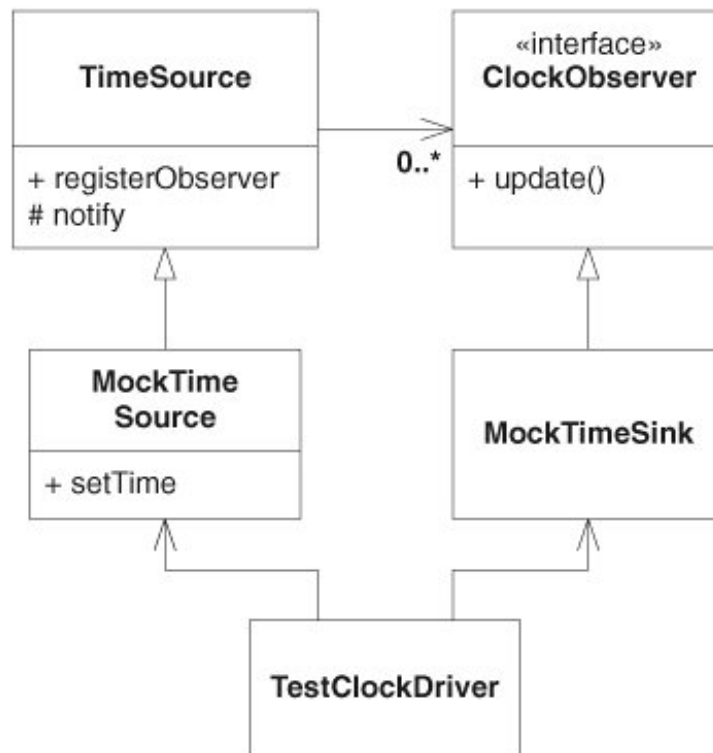 TimeSource
+ registerObserver
# notify
0..*
«interface»
ClockObserver
+ update()
MockTime
Source
+ setTime
MockTimeSink
TestClockDriver